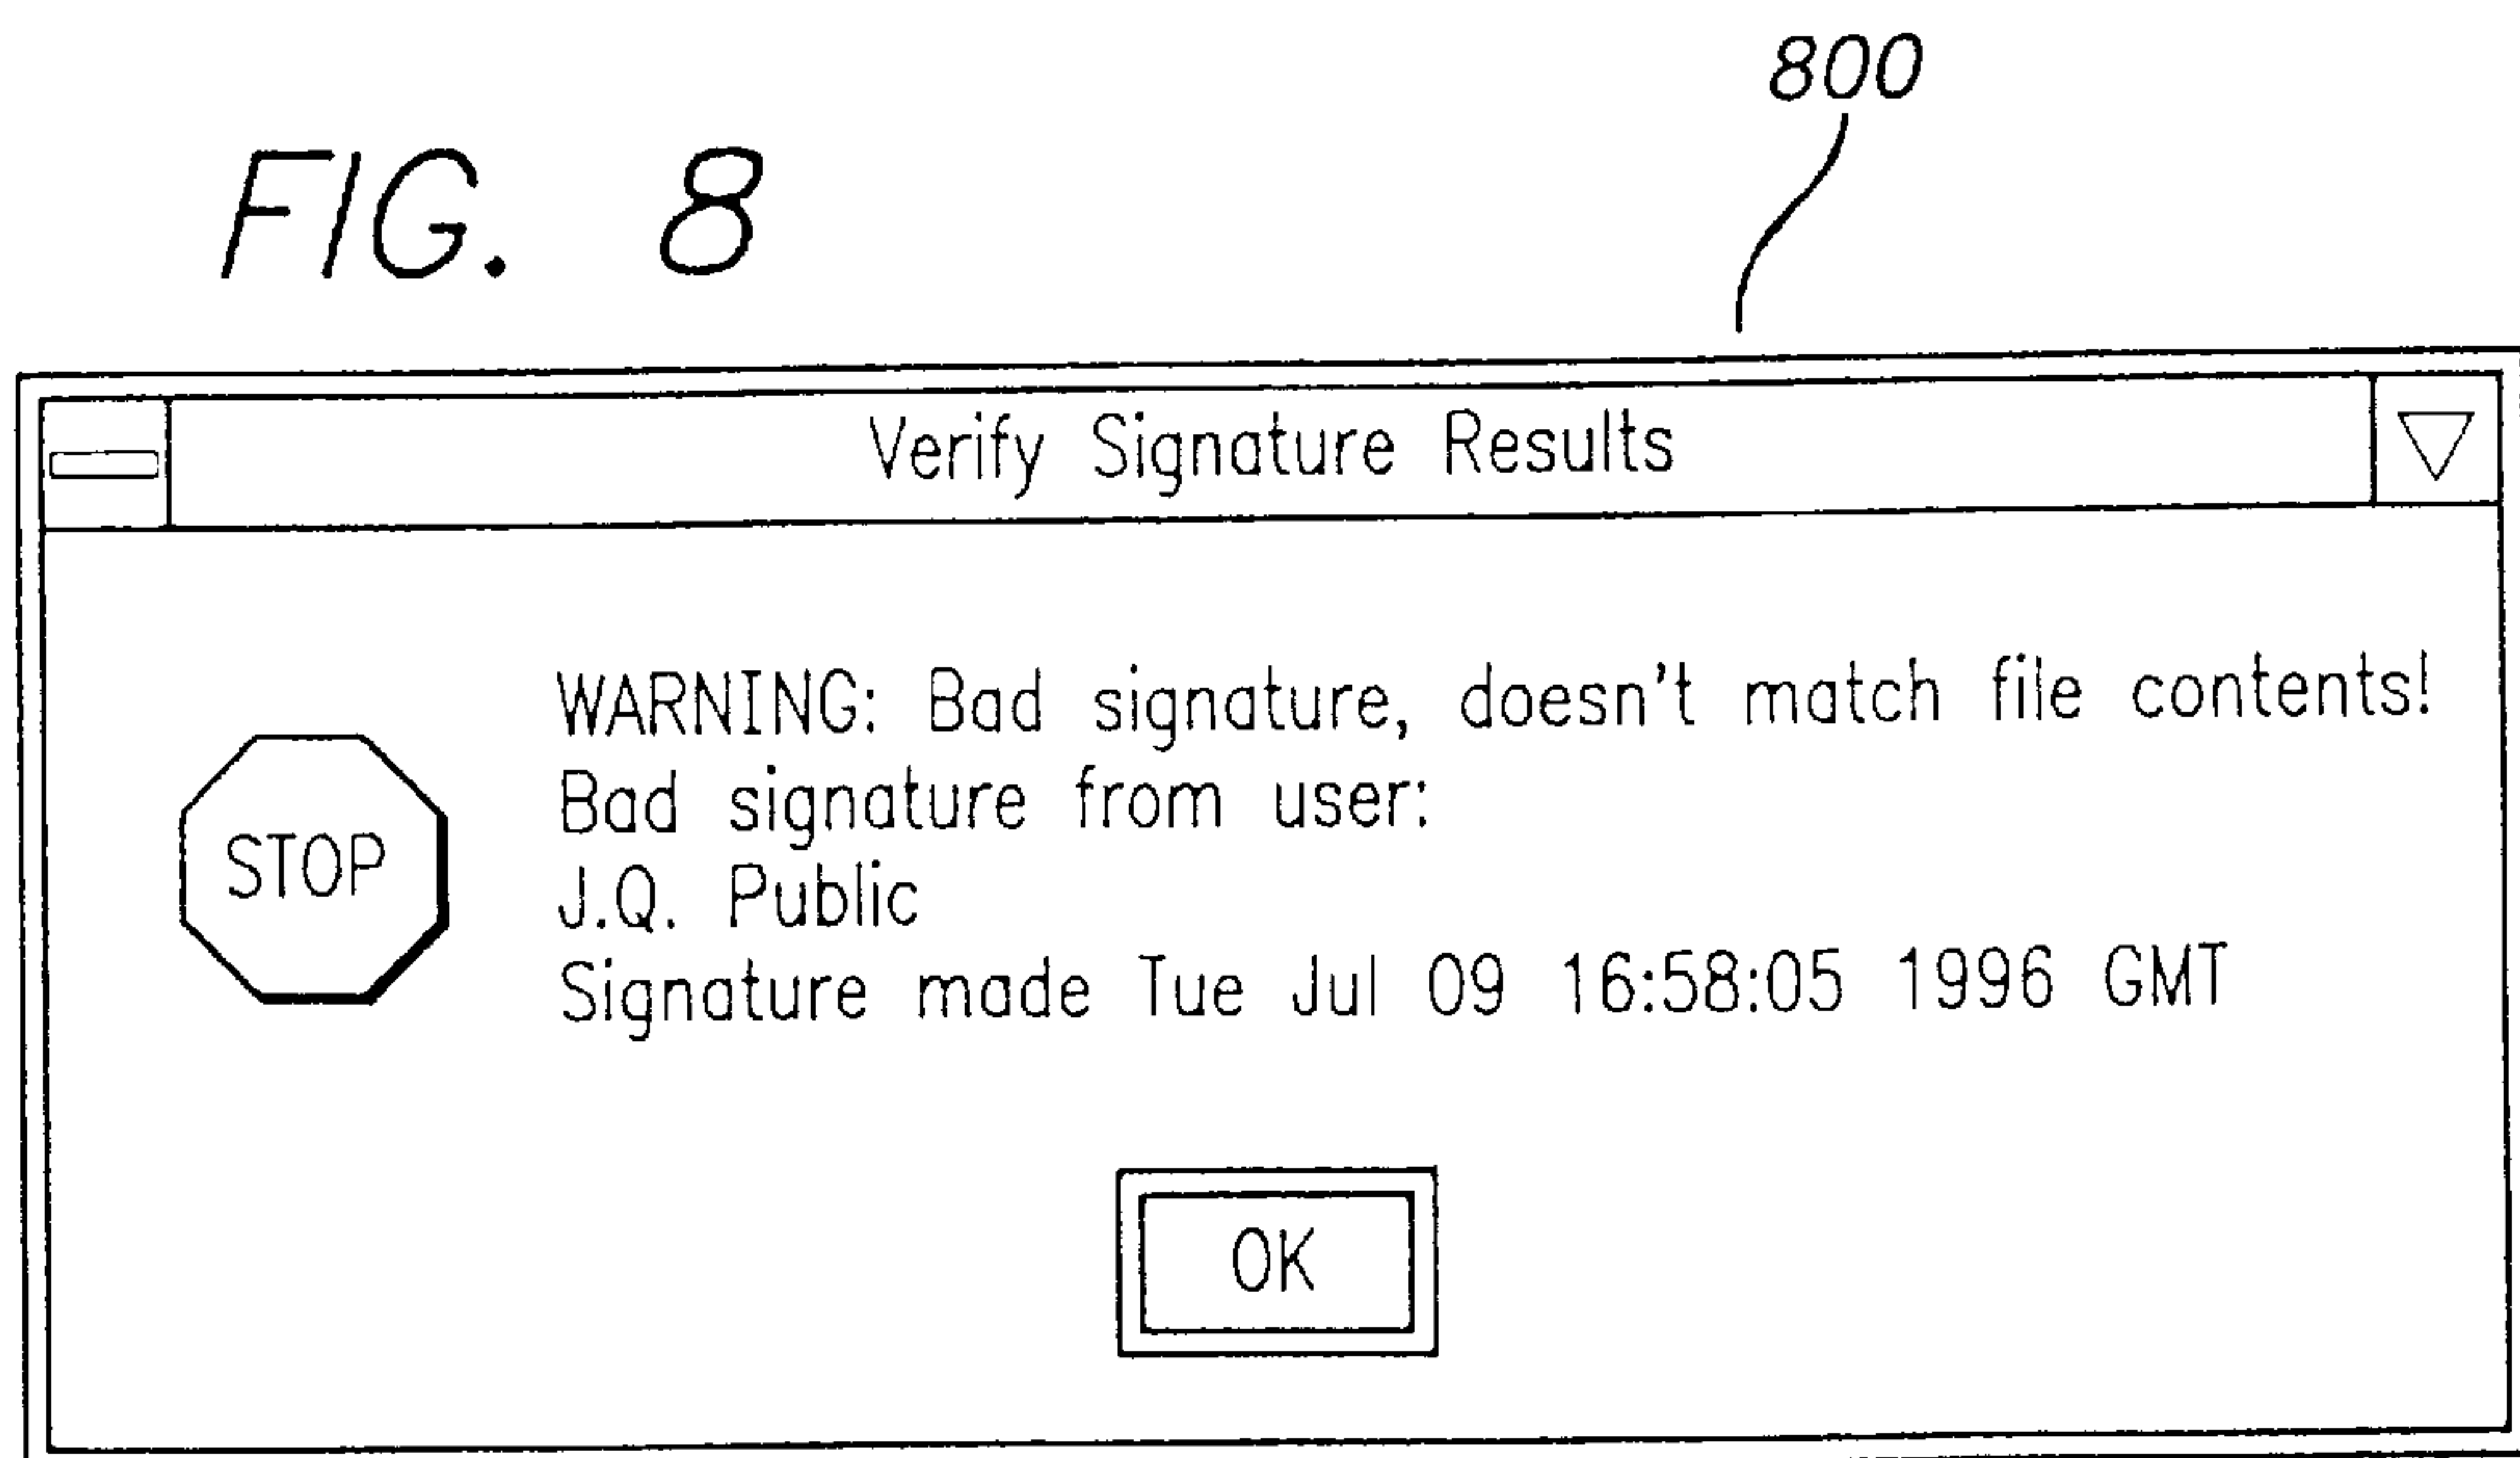 800
FIG. 8
Verify Signature Results
WARNING: Bad signature, doesn't match file contents!
Bad signature from user:
STOP
J.Q. Public
Signature made Tue Jul 09 16:58:05 1996 GMT
OK